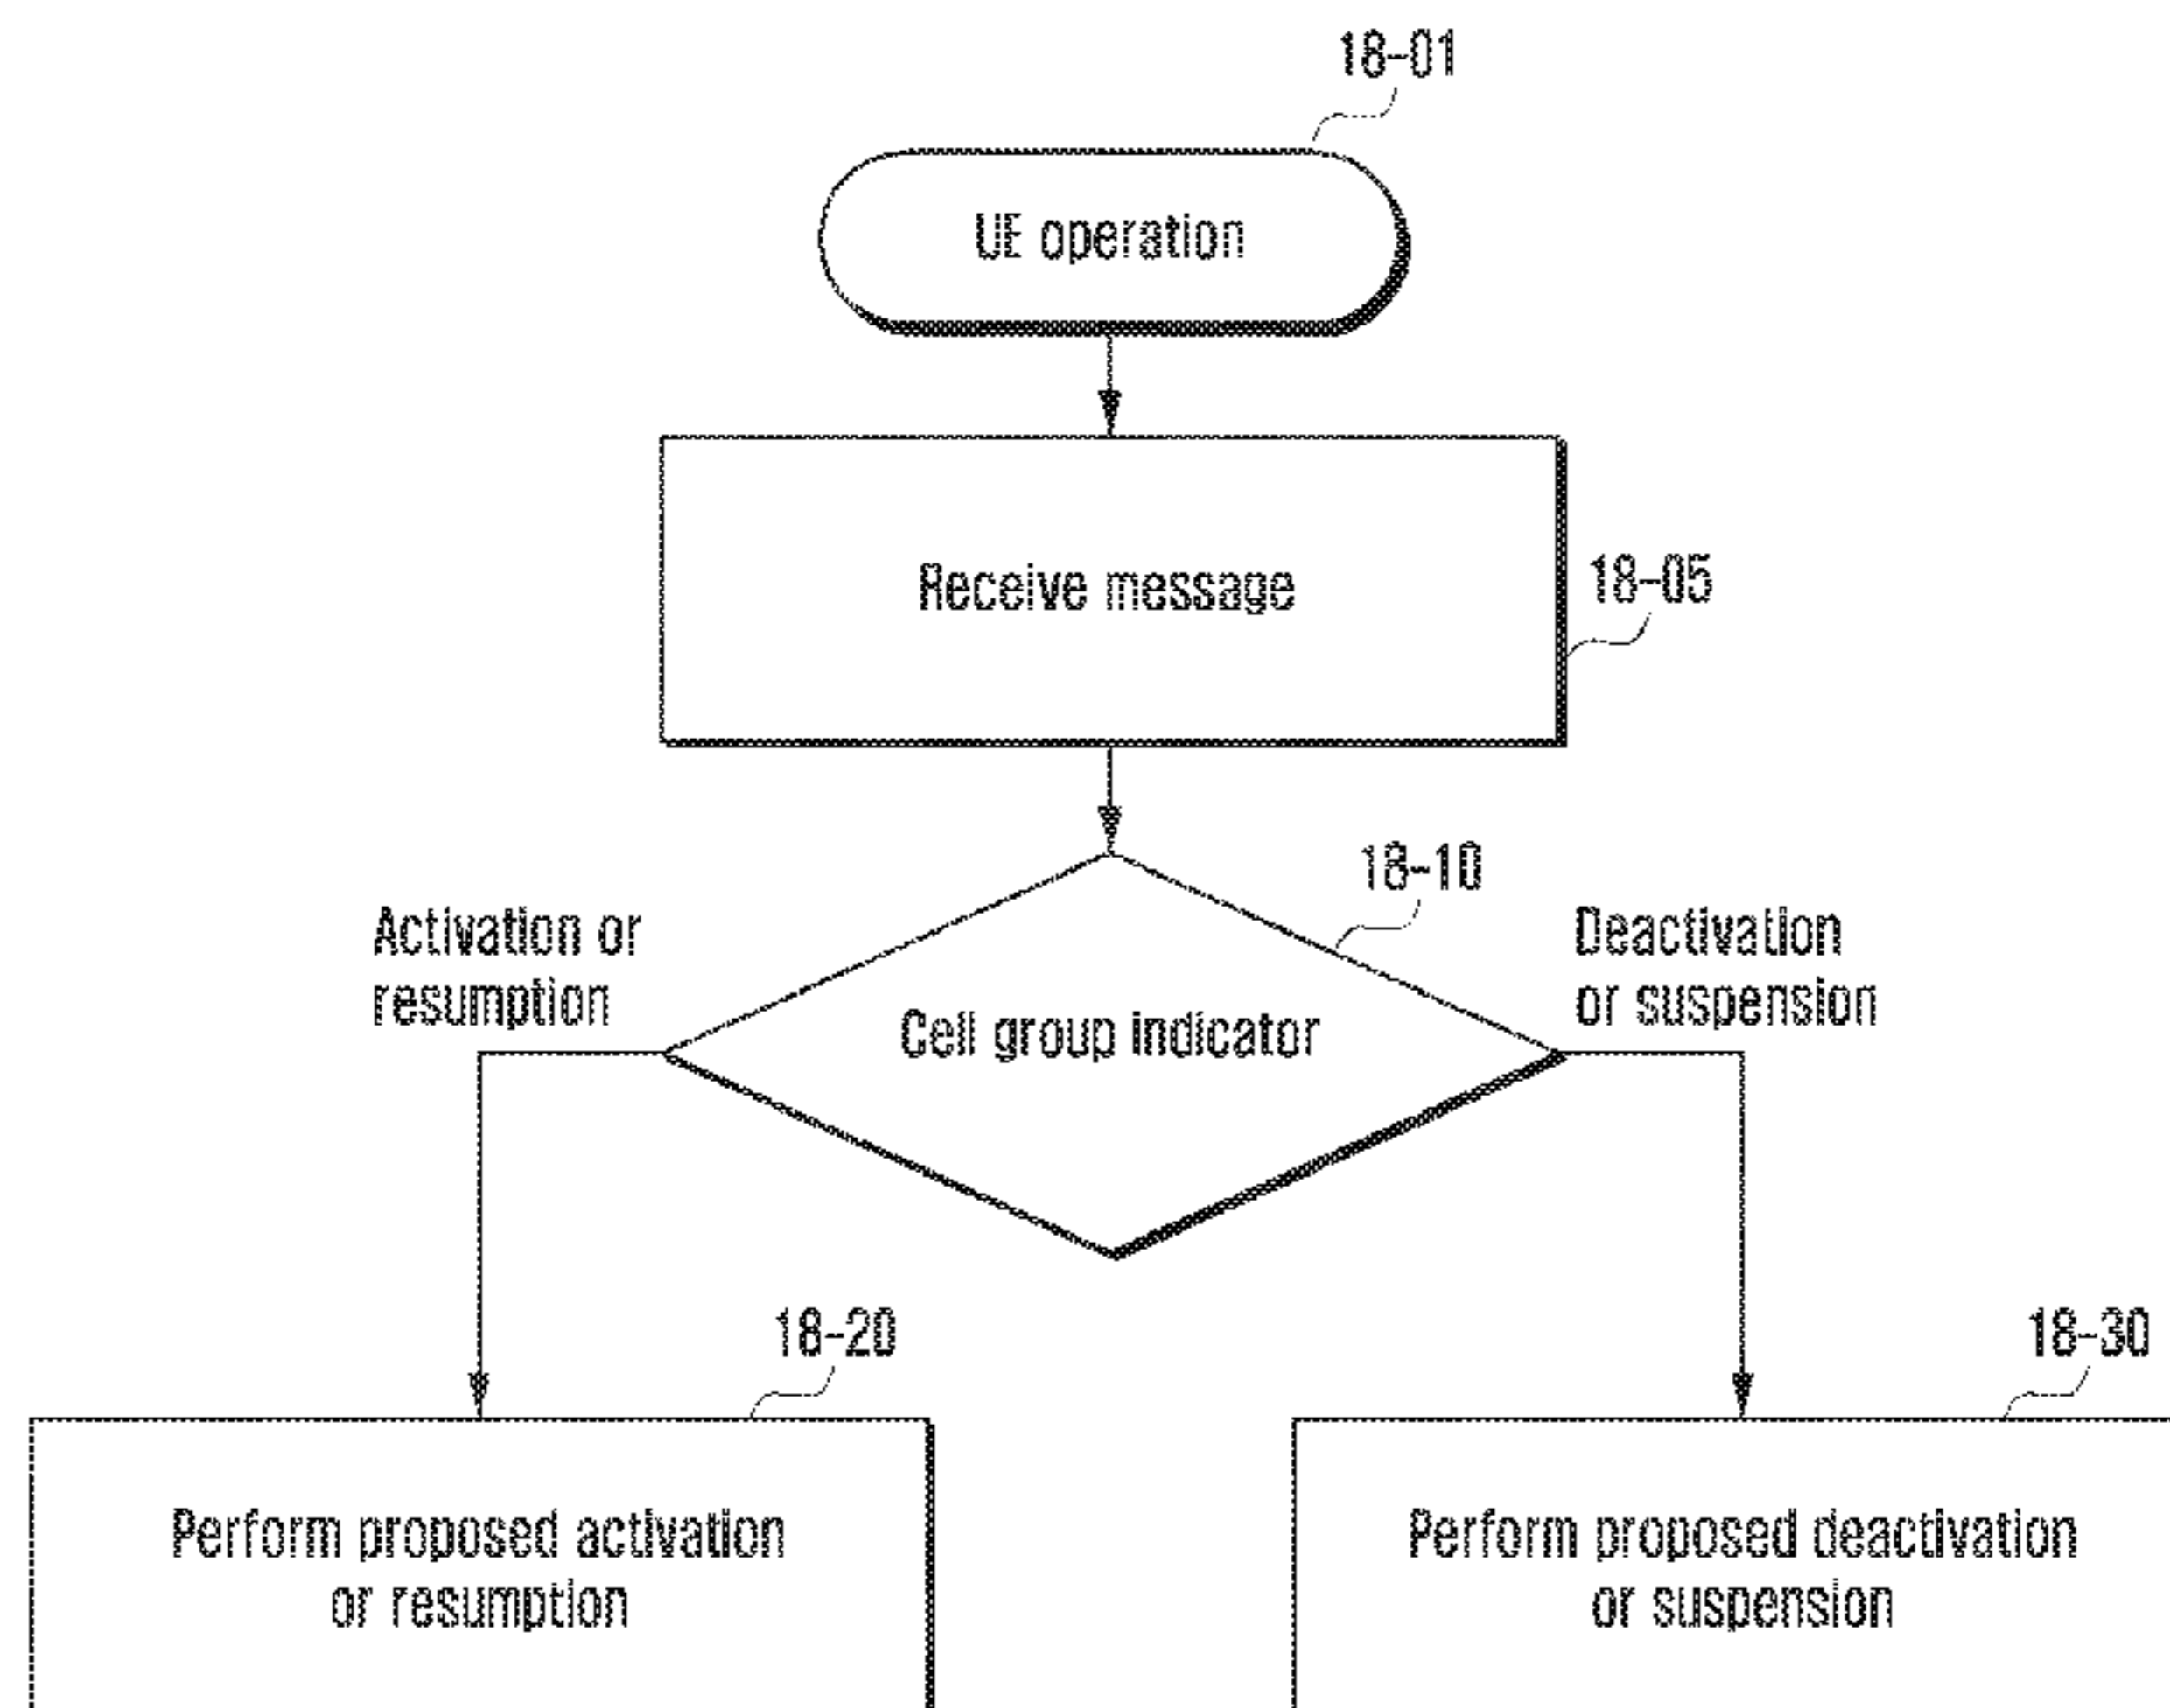 18-01
UE operation
Receive message
18-05
18-10
Activation or
resumption
Deactivation
or suspension
Cell group indicator
18-20
18-30
Perform proposed activation
or resumption
Perform proposed deactivation
or suspension